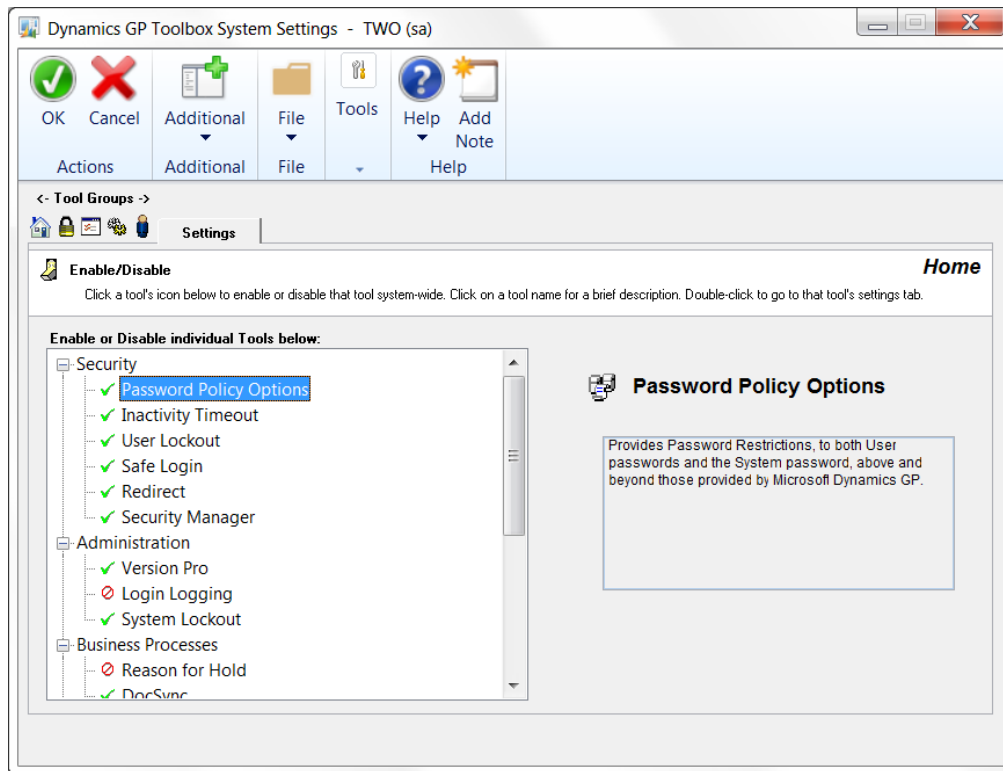 Dynamics GP Toolbox System Settings - TWO (sa)
OK Cancel Additional File Tools Help Add Note
Actions Additional File Help
<- Tool Groups ->
Settings
Enable/Disable
Home
Click a tool's icon below to enable or disable that tool system-wide. Click on a tool name for a brief description. Double-click to go to that tool's settings tab.
Enable or Disable individual Tools below:
Security
Password Policy Options
Inactivity Timeout
User Lockout
Safe Login
Redirect
Security Manager
Administration
Version Pro
Login Logging
System Lockout
Business Processes
Reason for Hold
DocSync
Password Policy Options
Provides Password Restrictions, to both User
passwords and the System password, above and
beyond those provided by Microsoft Dynamics GP.